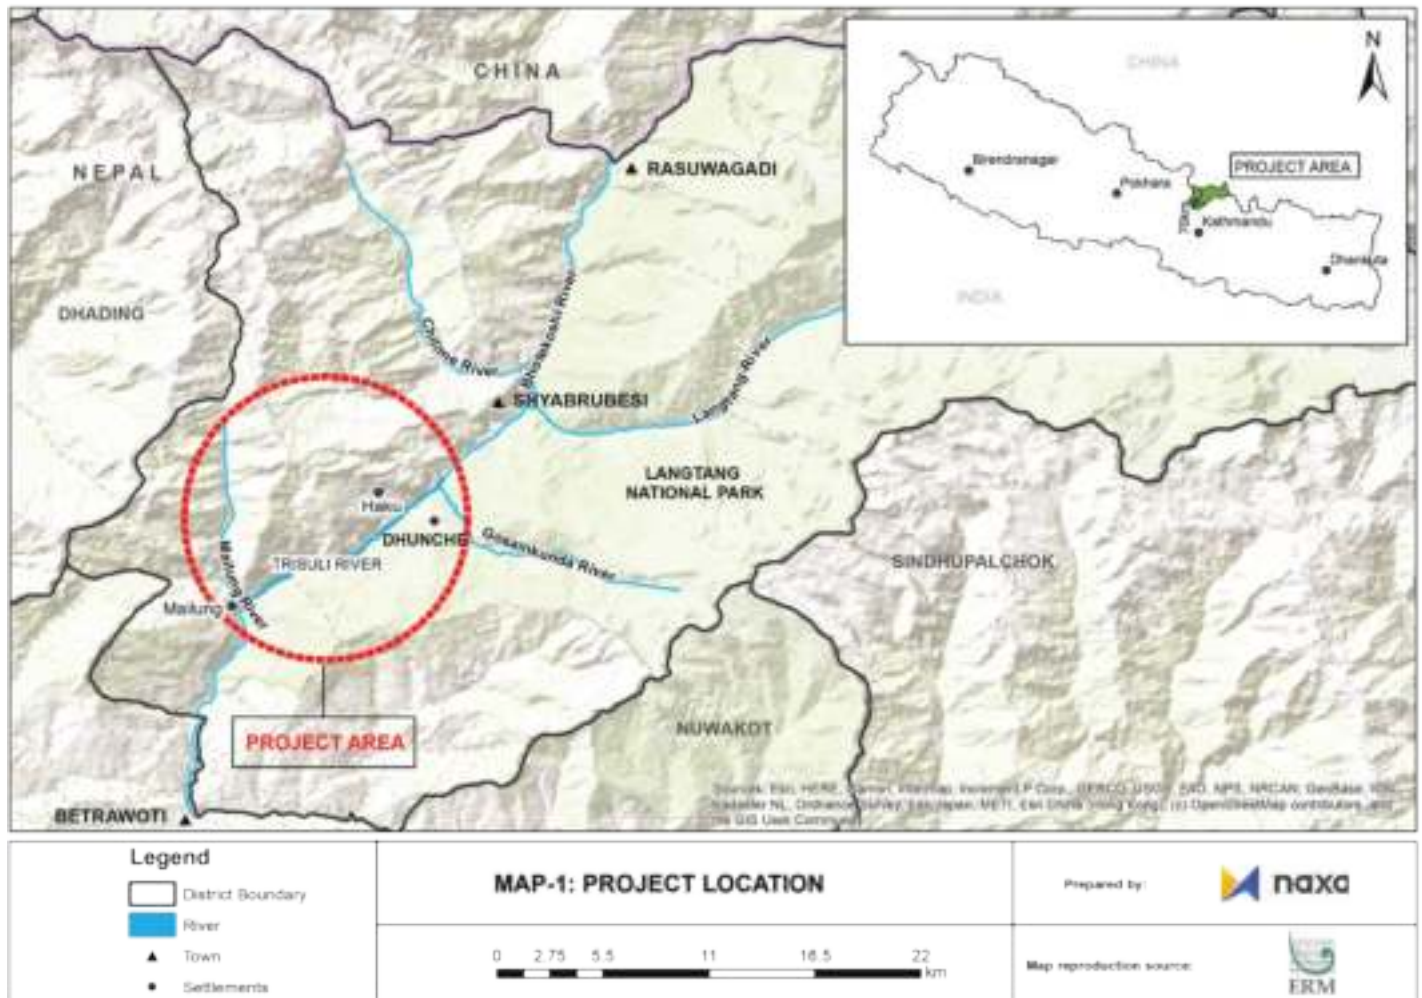 CHINA
NEPAL
RASUWAGADI
DHADING
Chilime River
Bhotekoshi River
Langtang River
SHYABRUBESI
LANGTANG
NATIONAL PARK
Haku
DHUNCHE
Gosainkunda River
TRISULI RIVER
Mailung River
Mailung
SINDHUPALCHOK
NUWAKOT
PROJECT AREA
BETRAWOTI
N
CHINA
Birendranagar
Pokhara
PROJECT AREA
Kathmandu
Dhankuta
INDIA
Legend
District Boundary
River
Town
Settlements
MAP-1: PROJECT LOCATION
0 2.75 5.5 11 16.5 22
km
Prepared by:
naxa
Map reproduction source:
ERM